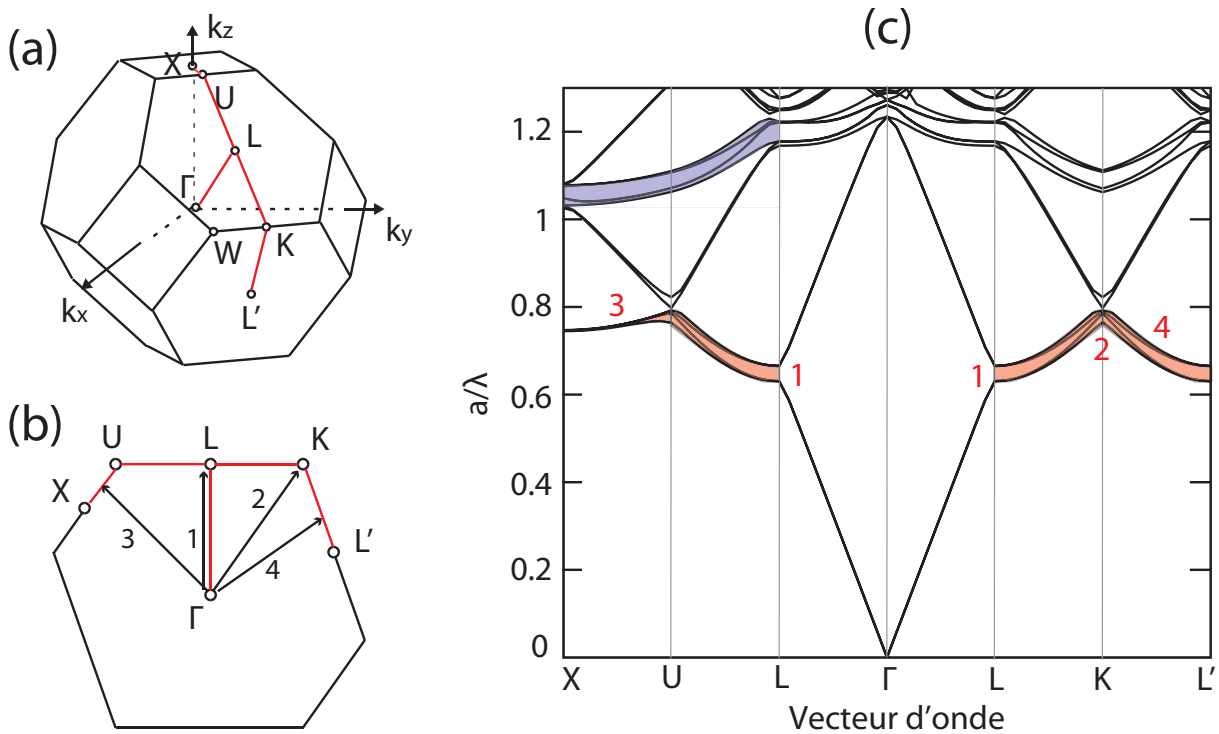 (a)
kz
X
U
L
Γ
W
K
ky
kx
L’
(b)
U
L
K
X
L’
3
1
2
4
Γ
(c)
1.2
1
0.8
0.6
0.4
0.2
0
a/λ
3
1
1
2
4
X
U
L
Γ
L
K
L’
Vecteur d’onde